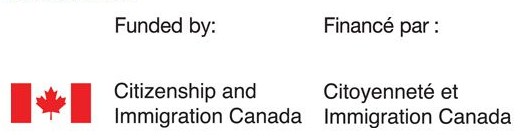 Funded by:
Financé par :
Citizenship and
Immigration Canada
Citoyenneté et
Immigration Canada